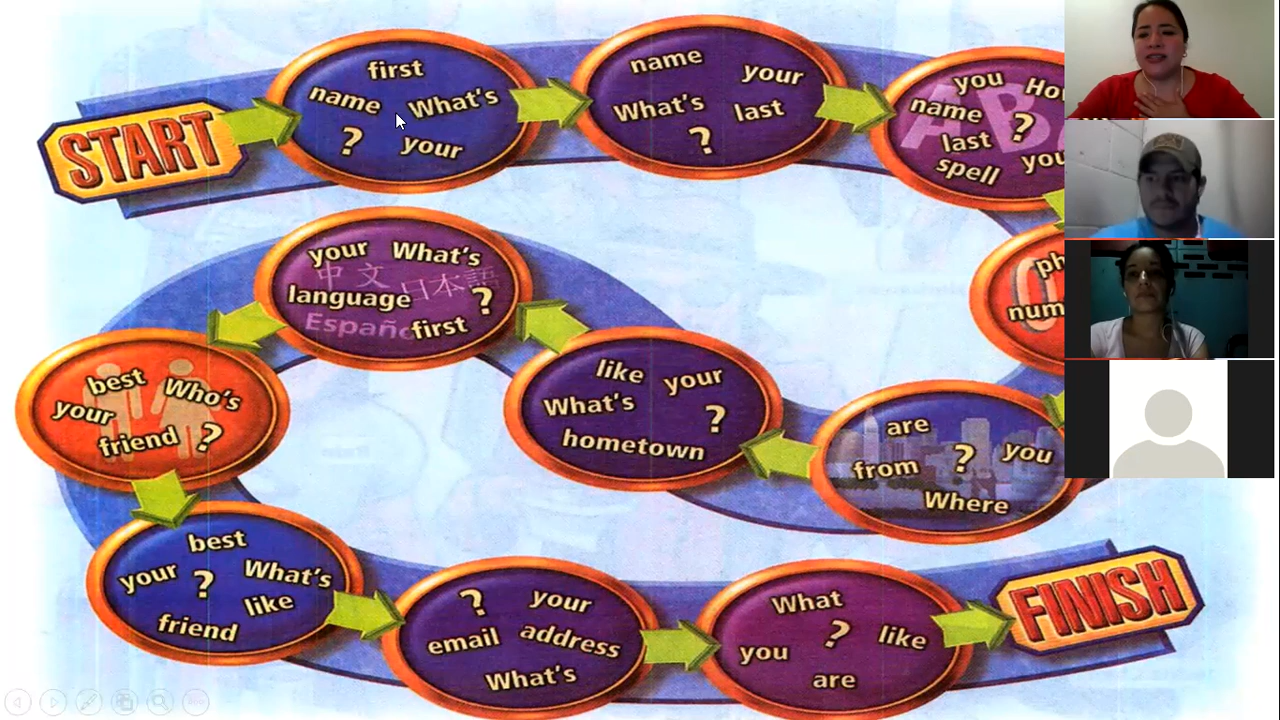 START
first
name What's
? your
name your
What's last
?
you
name ?
last
spell
your What's
中文 日本語
language ?
first
best Who's
your
friend ?
like your
What's ?
hometown
are
from ? you
Where
best
your ? What's
like
friend
? your
email address
What's
What
you ? like
are
FINISH